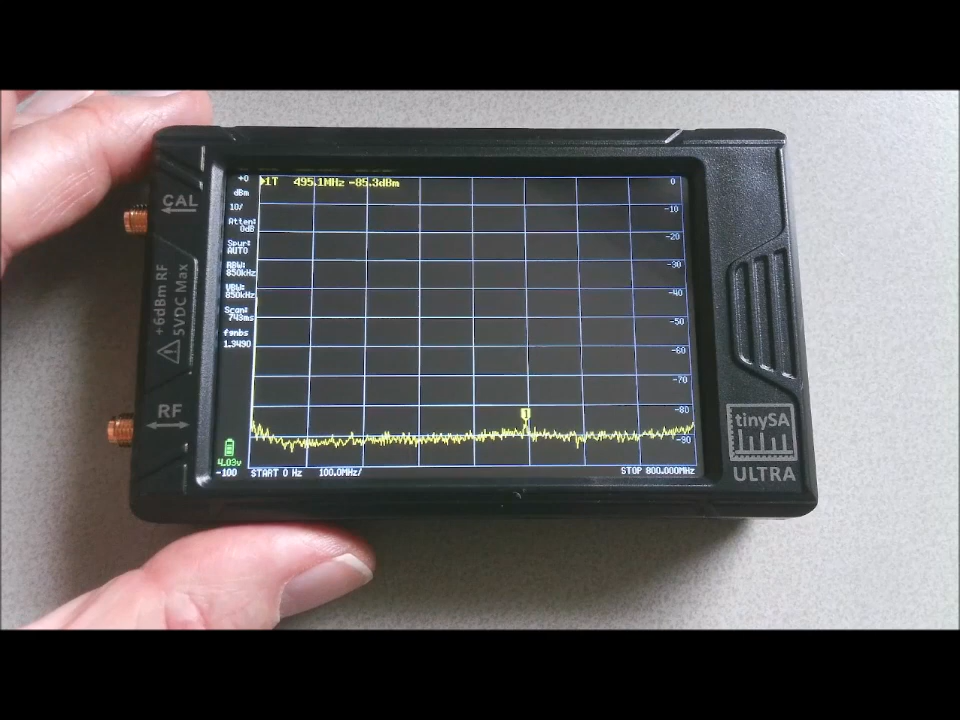 +0
▶1T 495.1MHz -85.3dBm
0
dBm
10/
Atten:
0dB
Spur:
AUTO
RBW:
850kHz
VBW:
850kHz
Scan:
743ms
fgmbs
1.3490
-10
-20
-30
-40
-50
-60
-70
-80
-90
1
4.03v
-100
START 0 Hz 100.0MHz/
STOP 800.000MHz
CAL
+6dBm RF
5VDC Max
RF
tinySA
ULTRA